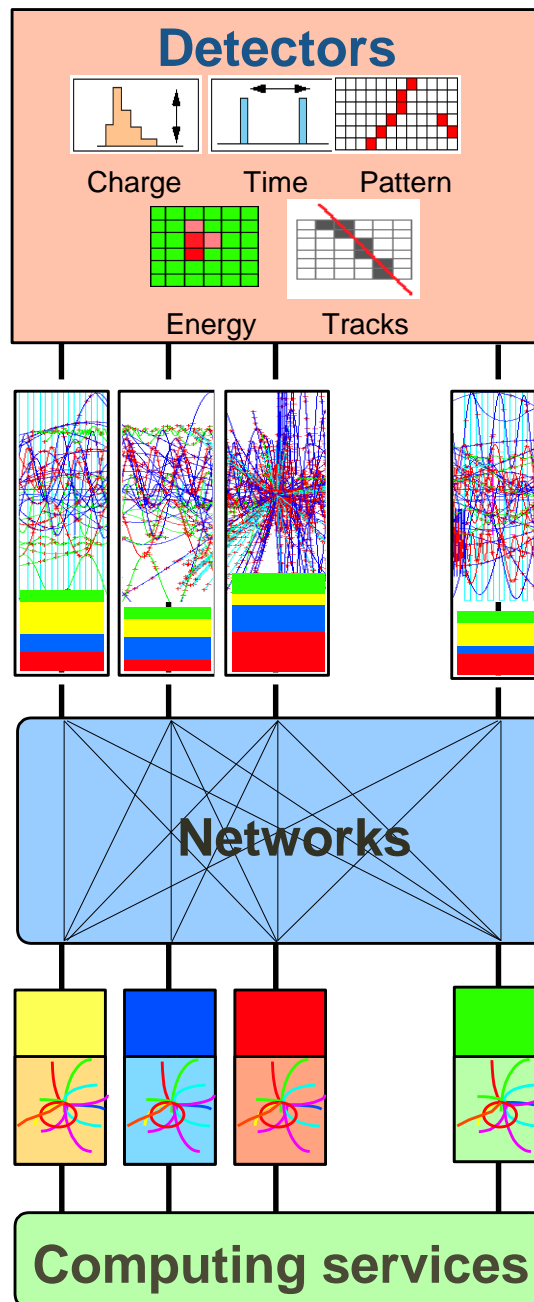 Detectors
Charge Time Pattern
Energy Tracks
Networks
Computing services